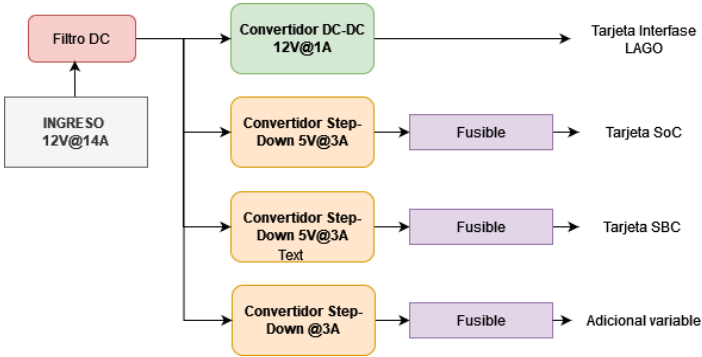 Filtro DC
INGRESO
12V@14A
Convertidor DC-DC
12V@1A
Tarjeta Interfase
LAGO
Convertidor Step-
Down 5V@3A
Fusible
Tarjeta SoC
Convertidor Step-
Down 5V@3A
Text
Fusible
Tarjeta SBC
Convertidor Step-
Down @3A
Fusible
Adicional variable